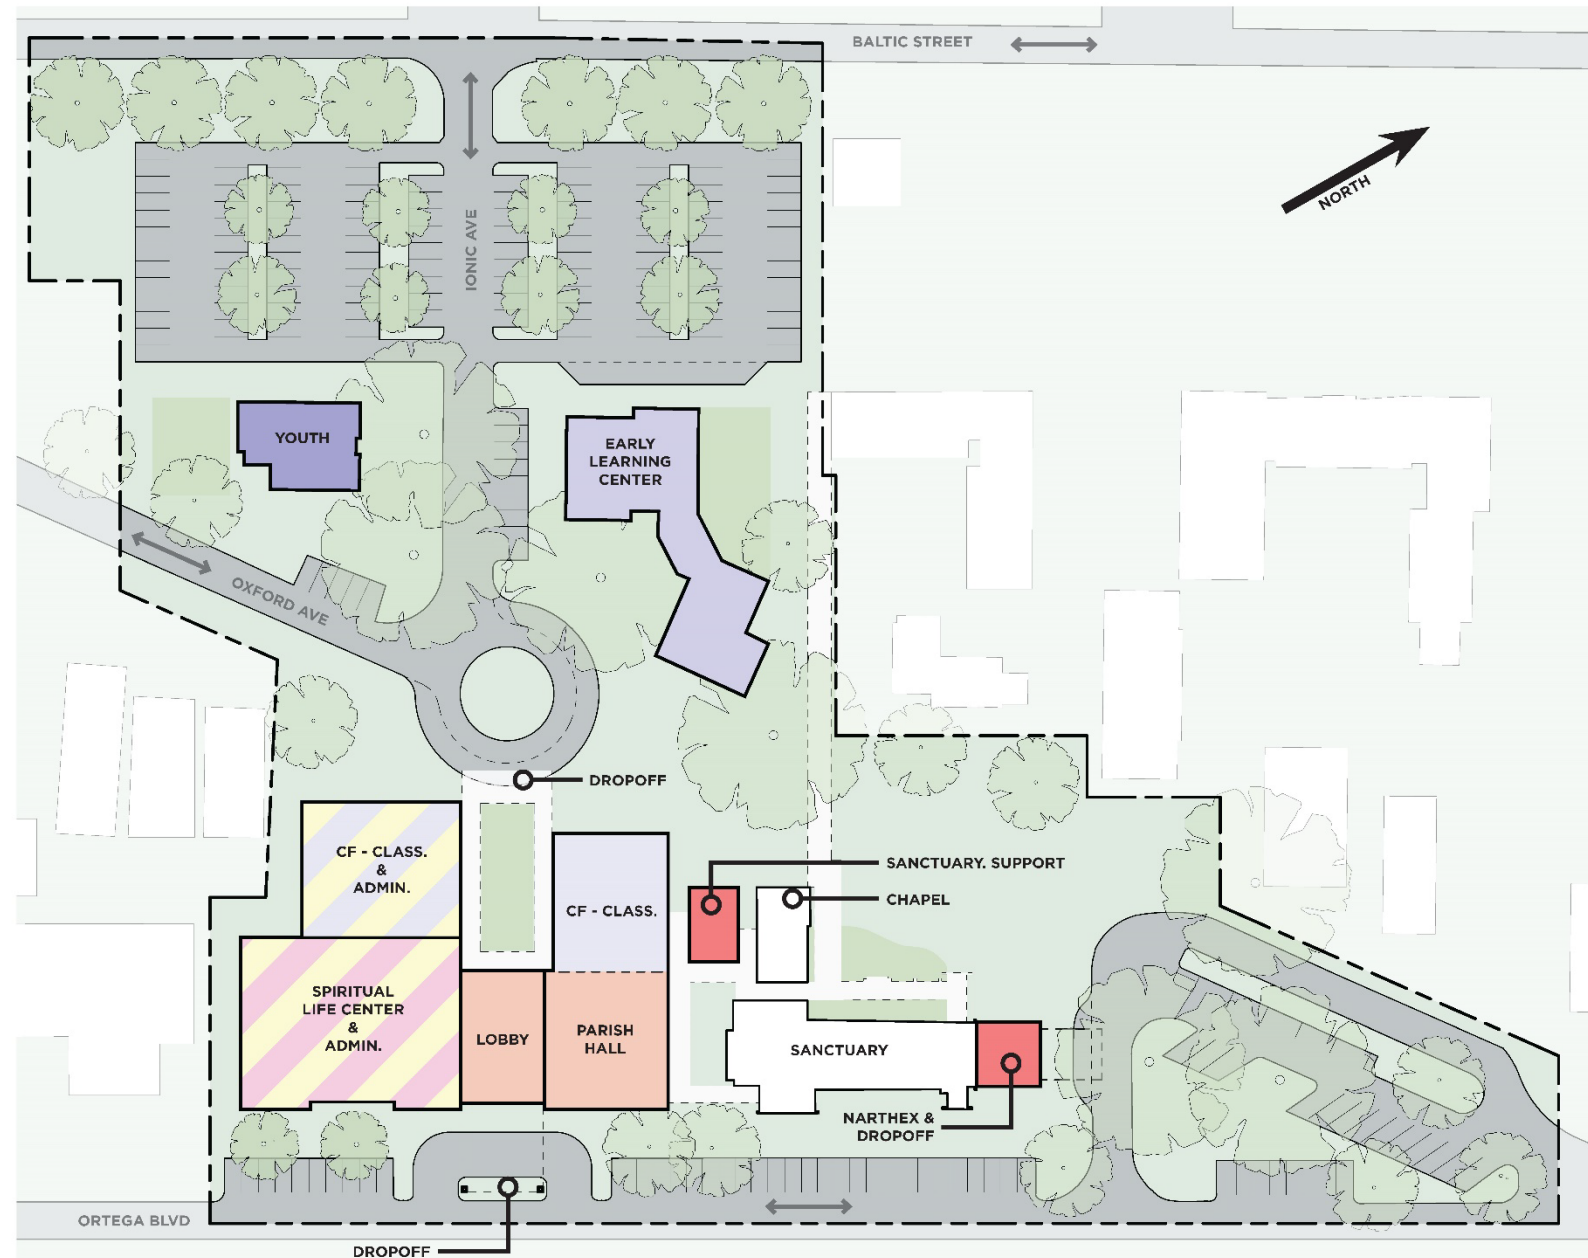 BALTIC STREET
NORTH
IONIC AVE
YOUTH
EARLY
LEARNING
CENTER
OXFORD AVE
DROPOFF
CF - CLASS.
&
ADMIN.
SANCTUARY. SUPPORT
CHAPEL
CF - CLASS.
SPIRITUAL
LIFE CENTER
&
ADMIN.
LOBBY
PARISH
HALL
SANCTUARY
NARTHEX &
DROPOFF
ORTEGA BLVD
DROPOFF